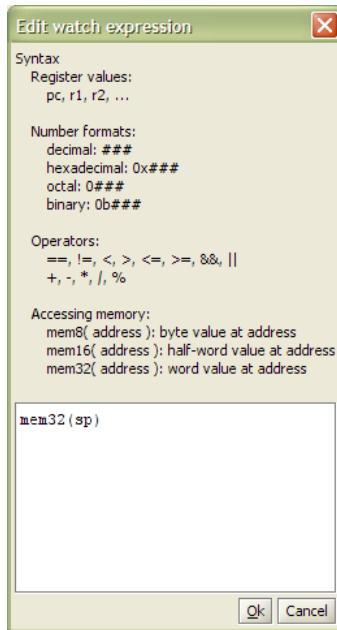 Edit watch expression
Syntax
Register values:
pc, r1, r2, ...
Number formats:
decimal: ###
hexadecimal: 0x###
octal: 0###
binary: 0b###
Operators:
==, !=, <, >, <=, >=, &&, ||
+, -, *, /, %
Accessing memory:
mem8( address ): byte value at address
mem16( address ): half-word value at address
mem32( address ): word value at address
mem32(sp)
Ok Cancel